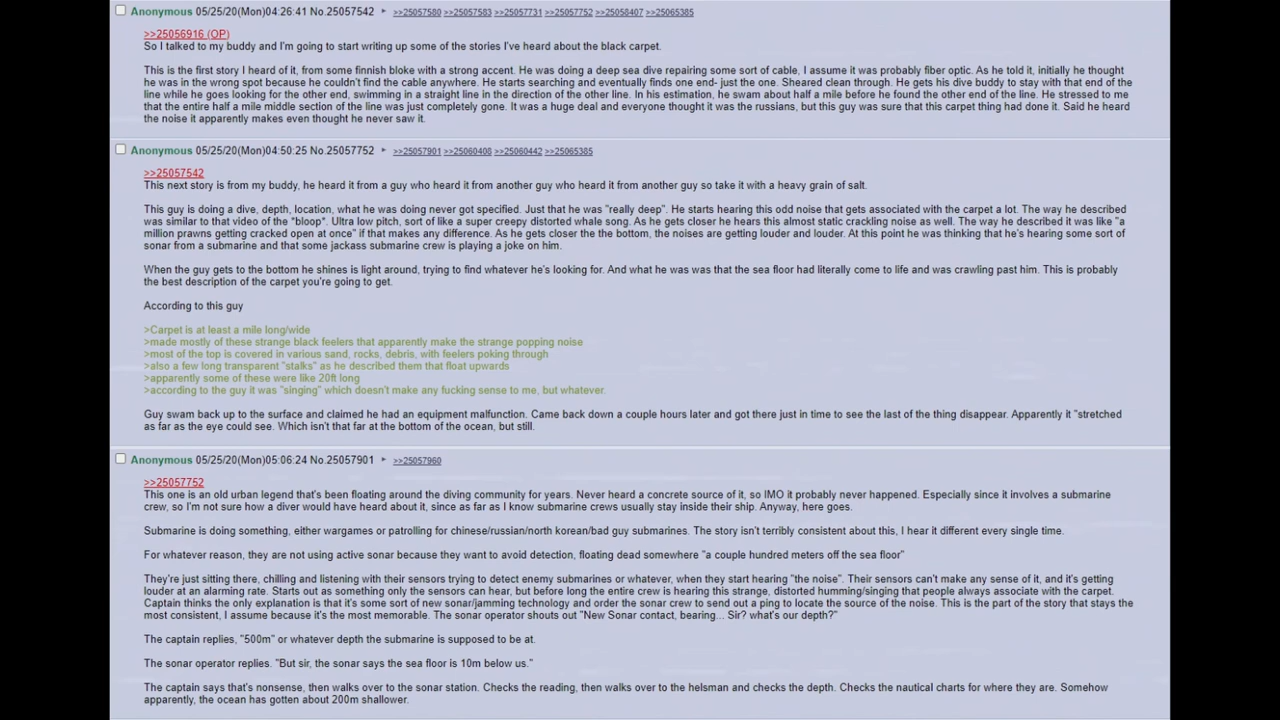 Anonymous 05/25/20(Mon)04:26:41 No.25057542 ▶ >>25057580 >>25057583 >>25057731 >>25057752 >>25058407 >>25065385
>>25056916 (OP)
So I talked to my buddy and I'm going to start writing up some of the stories I've heard about the black carpet.
This is the first story I heard of it, from some finnish bloke with a strong accent. He was doing a deep sea dive repairing some sort of cable, I assume it was probably fiber optic. As he told it, initially he thought
he was in the wrong spot because he couldn't find the cable anywhere. He starts searching and eventually finds one end- just the one. Sheared clean through. He gets his dive buddy to stay with that end of the
line while he goes looking for the other end, swimming in a straight line in the direction of the other line. In his estimation, he swam about half a mile before he found the other end of the line. He stressed to me
that the entire half a mile middle section of the line was just completely gone. It was a huge deal and everyone thought it was the russians, but this guy was sure that this carpet thing had done it. Said he heard
the noise it apparently makes even thought he never saw it.
Anonymous 05/25/20(Mon)04:50:25 No.25057752 ▶ >>25057901 >>25060408 >>25060442 >>25065385
>>25057542
This next story is from my buddy, he heard it from a guy who heard it from another guy who heard it from another guy so take it with a heavy grain of salt.
This guy is doing a dive, depth, location, what he was doing never got specified. Just that he was "really deep". He starts hearing this odd noise that gets associated with the carpet a lot. The way he described
was similar to that video of the *bloop*. Ultra low pitch, sort of like a super creepy distorted whale song. As he gets closer he hears this almost static crackling noise as well. The way he described it was like "a
million prawns getting cracked open at once" if that makes any difference. As he gets closer the the bottom, the noises are getting louder and louder. At this point he was thinking that he's hearing some sort of
sonar from a submarine and that some jackass submarine crew is playing a joke on him.
When the guy gets to the bottom he shines is light around, trying to find whatever he's looking for. And what he was was that the sea floor had literally come to life and was crawling past him. This is probably
the best description of the carpet you're going to get.
According to this guy
>Carpet is at least a mile long/wide
>made mostly of these strange black feelers that apparently make the strange popping noise
>most of the top is covered in various sand, rocks, debris, with feelers poking through
>also a few long transparent "stalks" as he described them that float upwards
>apparently some of these were like 20ft long
>according to the guy it was "singing" which doesn't make any fucking sense to me, but whatever.
Guy swam back up to the surface and claimed he had an equipment malfunction. Came back down a couple hours later and got there just in time to see the last of the thing disappear. Apparently it "stretched
as far as the eye could see. Which isn't that far at the bottom of the ocean, but still.
Anonymous 05/25/20(Mon)05:06:24 No.25057901 ▶ >>25057960
>>25057752
This one is an old urban legend that's been floating around the diving community for years. Never heard a concrete source of it, so IMO it probably never happened. Especially since it involves a submarine
crew, so I'm not sure how a diver would have heard about it, since as far as I know submarine crews usually stay inside their ship. Anyway, here goes.
Submarine is doing something, either wargames or patrolling for chinese/russian/north korean/bad guy submarines. The story isn't terribly consistent about this, I hear it different every single time.
For whatever reason, they are not using active sonar because they want to avoid detection, floating dead somewhere "a couple hundred meters off the sea floor"
They're just sitting there, chilling and listening with their sensors trying to detect enemy submarines or whatever, when they start hearing "the noise". Their sensors can't make any sense of it, and it's getting
louder at an alarming rate. Starts out as something only the sensors can hear, but before long the entire crew is hearing this strange, distorted humming/singing that people always associate with the carpet.
Captain thinks the only explanation is that it's some sort of new sonar/jamming technology and order the sonar crew to send out a ping to locate the source of the noise. This is the part of the story that stays the
most consistent, I assume because it's the most memorable. The sonar operator shouts out "New Sonar contact, bearing... Sir? what's our depth?"
The captain replies, "500m" or whatever depth the submarine is supposed to be at.
The sonar operator replies. "But sir, the sonar says the sea floor is 10m below us."
The captain says that's nonsense, then walks over to the sonar station. Checks the reading, then walks over to the helsman and checks the depth. Checks the nautical charts for where they are. Somehow
apparently, the ocean has gotten about 200m shallower.